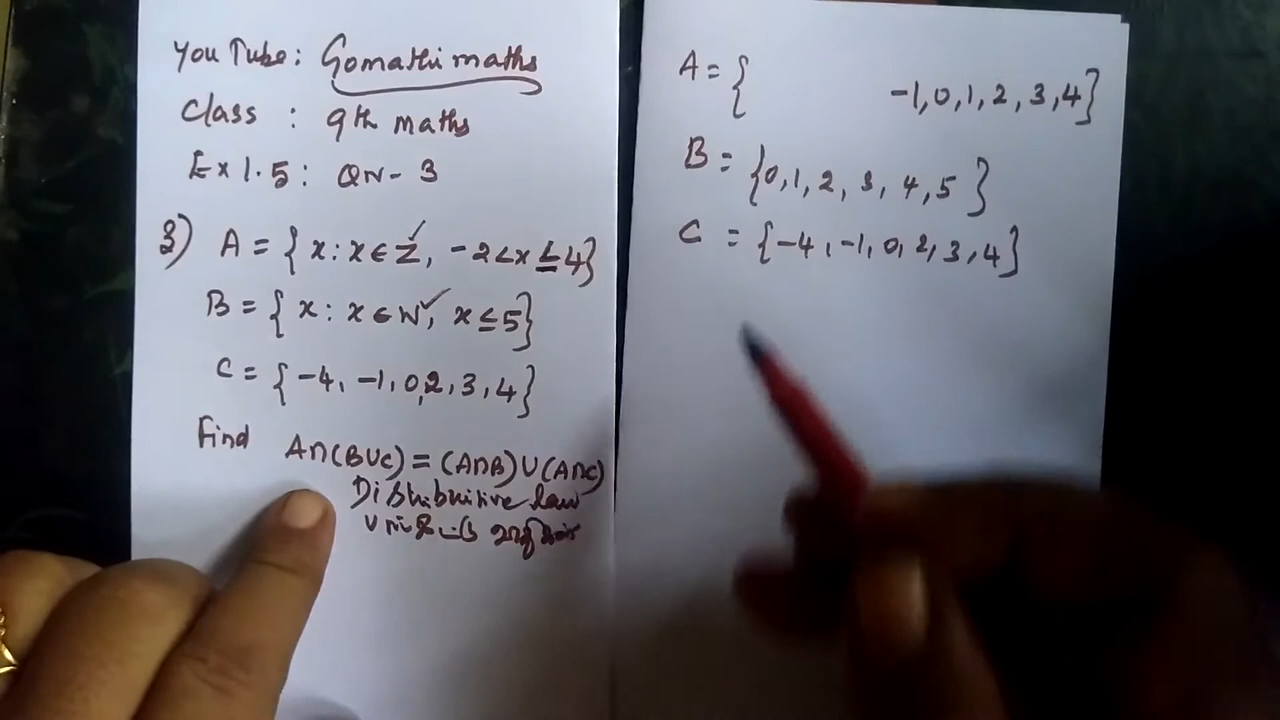 You Tube: Gomathi maths
Class : 9th maths
Ex 1.5: QN- 3
3) A = { x: x ∈ Z, -2<x ≤ 4}
B = { x: x ∈ N, x ≤ 5}
C = { -4, -1, 0, 2, 3, 4}
Find A∩(B∪C) = (A∩B)∪(A∩C)
Distributive law
A = { -1, 0, 1, 2, 3, 4}
B = {0, 1, 2, 3, 4, 5 }
C = {-4, -1, 0, 2, 3, 4}